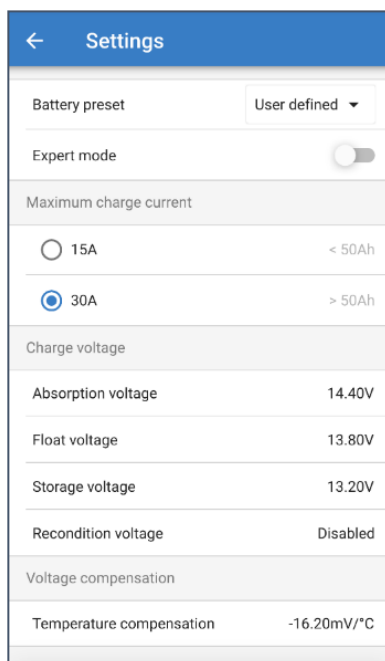 Settings
Battery preset User defined
Expert mode
Maximum charge current
15A < 50Ah
30A > 50Ah
Charge voltage
Absorption voltage 14.40V
Float voltage 13.80V
Storage voltage 13.20V
Recondition voltage Disabled
Voltage compensation
Temperature compensation -16.20mV/°C